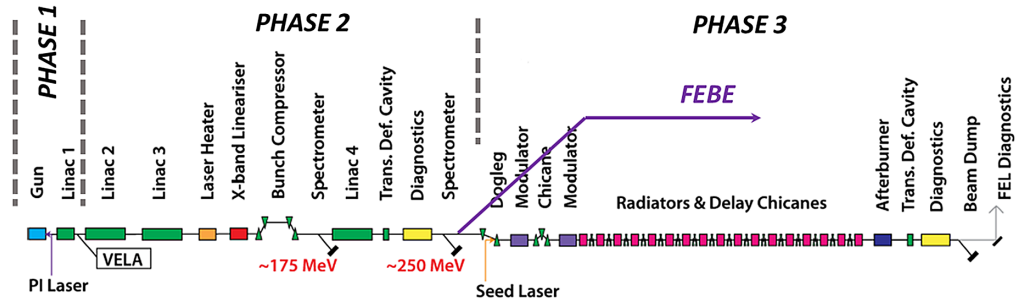 PHASE 1
PHASE 2
PHASE 3
Gun
Linac 1
Linac 2
Linac 3
Laser Heater
X-band Lineariser
Bunch Compressor
Spectrometer
Linac 4
Trans. Def. Cavity
Diagnostics
Spectrometer
FEBE
Dogleg
Modulator
Chicane
Modulator
Radiators & Delay Chicanes
Afterburner
Trans. Def. Cavity
Diagnostics
Beam Dump
FEL Diagnostics
VELA
~175 MeV
~250 MeV
PI Laser
Seed Laser